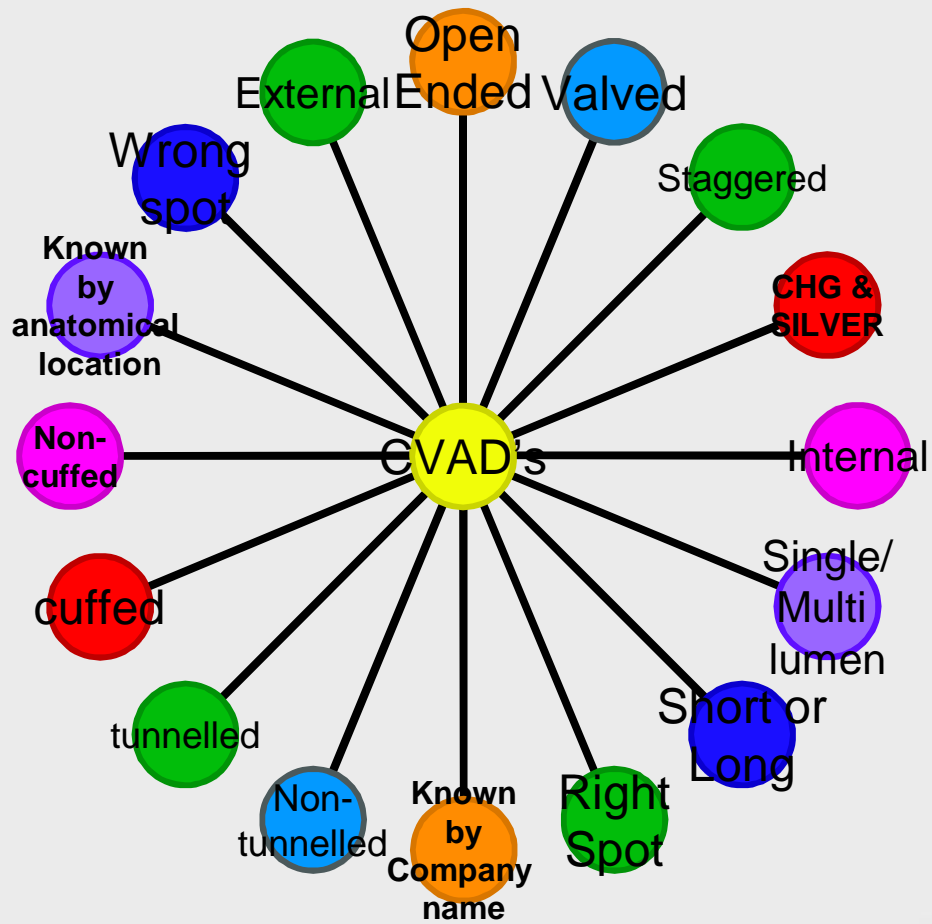 Open
Ended
Valved
Staggered
CHG &
SILVER
Internal
Single/
Multi
lumen
Short or
Long
Right
Spot
Known
by
Company
name
Non-
tunnelled
tunnelled
cuffed
Non-
cuffed
Known
by
anatomical
location
Wrong
spot
External
CVAD's